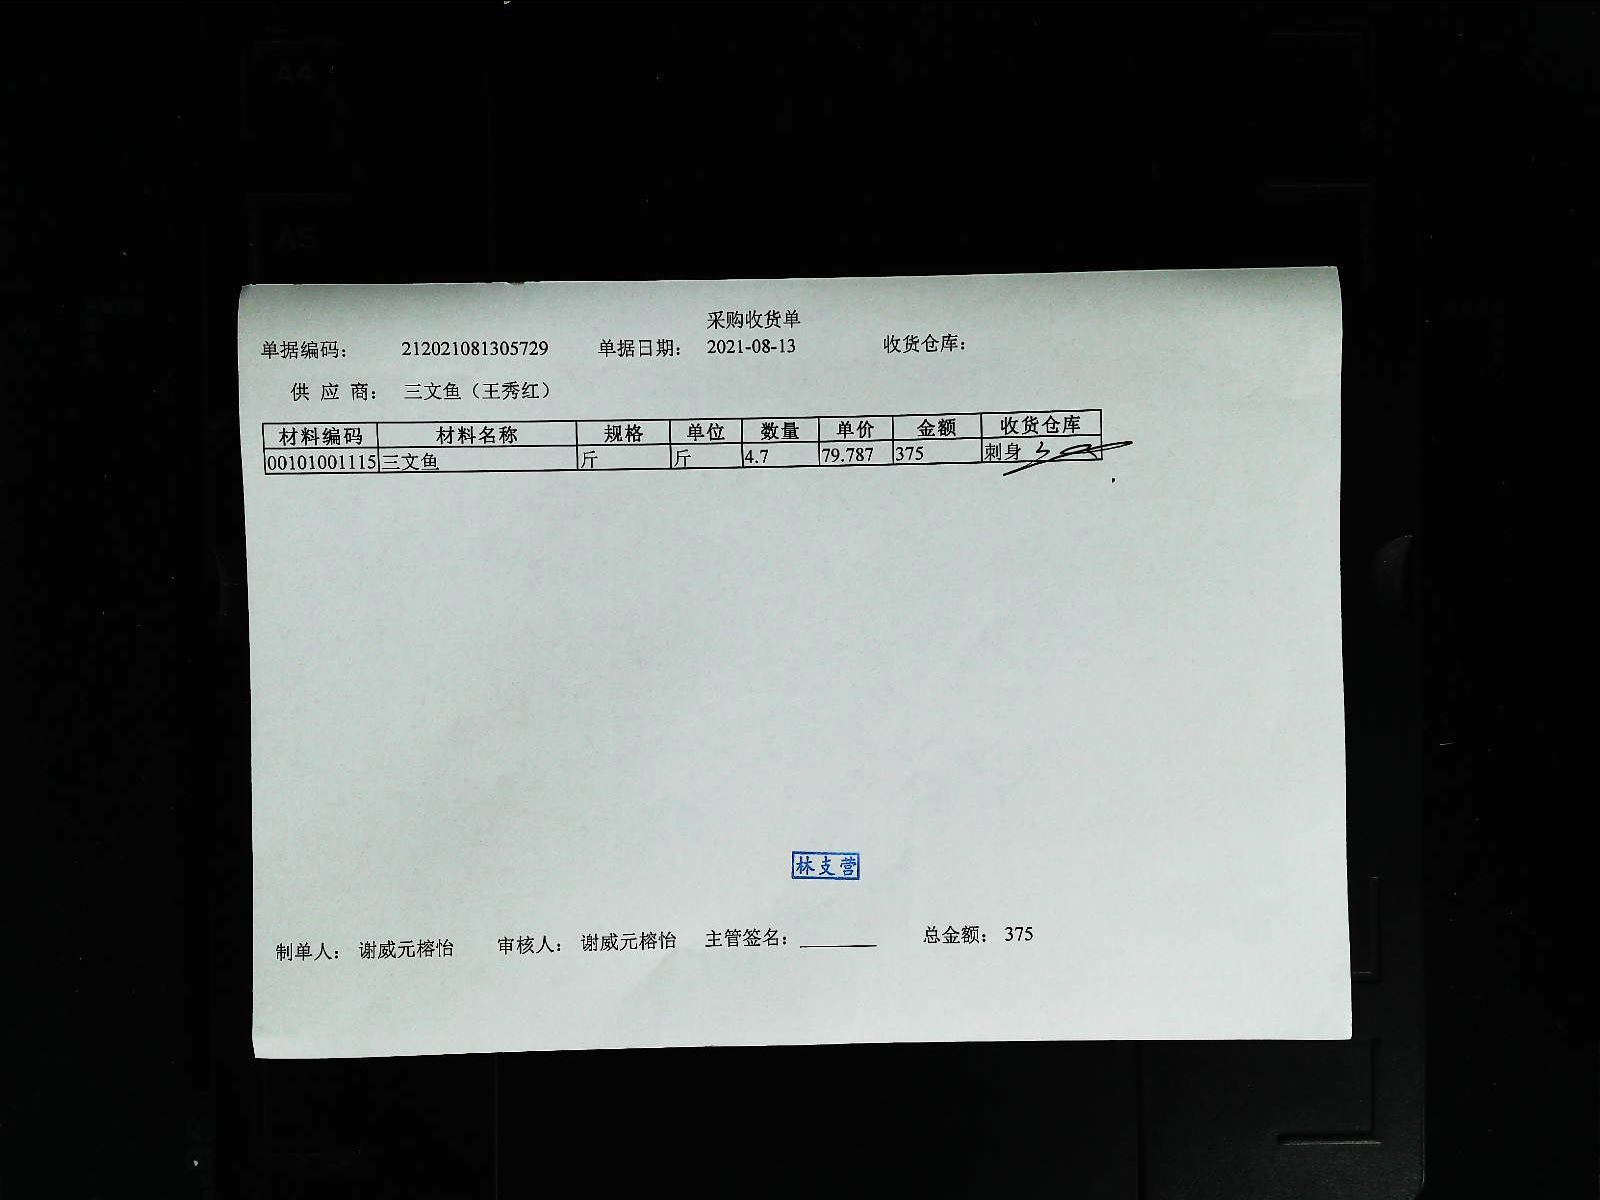 A4
A5
采购收货单
单据编码： 212021081305729 单据日期： 2021-08-13 收货仓库：
供 应 商： 三文鱼（王秀红）
材料编码 材料名称 规格 单位 数量 单价 金额 收货仓库
00101001115 三文鱼 斤 斤 4.7 79.787 375 刺身
林支营
制单人： 谢威元榕怡 审核人： 谢威元榕怡 主管签名： 总金额： 375